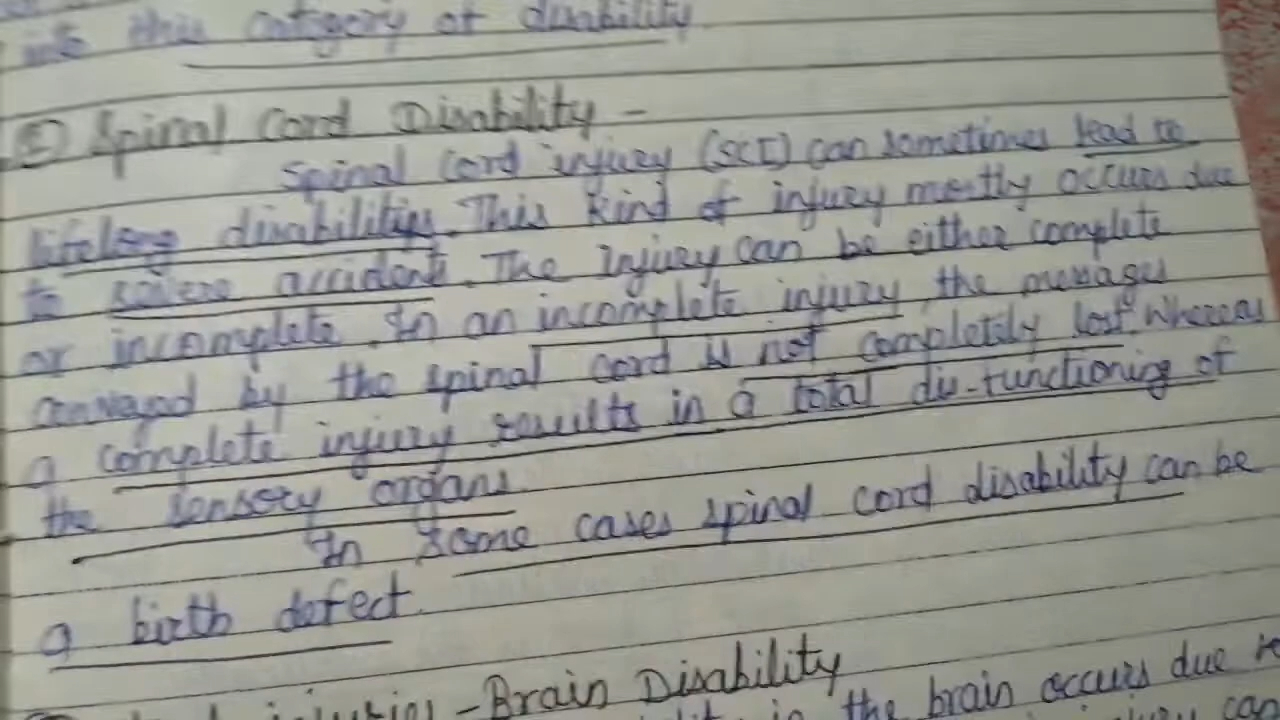 into this category of disability.
Spinal Cord Disability -
Spinal Cord injury (SCI) can sometimes lead to
lifelong disabilities. This kind of injury mostly occurs due
to severe accident. The injury can be either complete
or incomplete. In an incomplete injury, the messages
conveyed by the spinal cord is not completely lost. Whereas
a complete injury results in a total dis-functioning of
the sensory organs.
In some cases spinal cord disability can be
a birth defect.
injuries - Brain Disability
in the brain occurs due
can